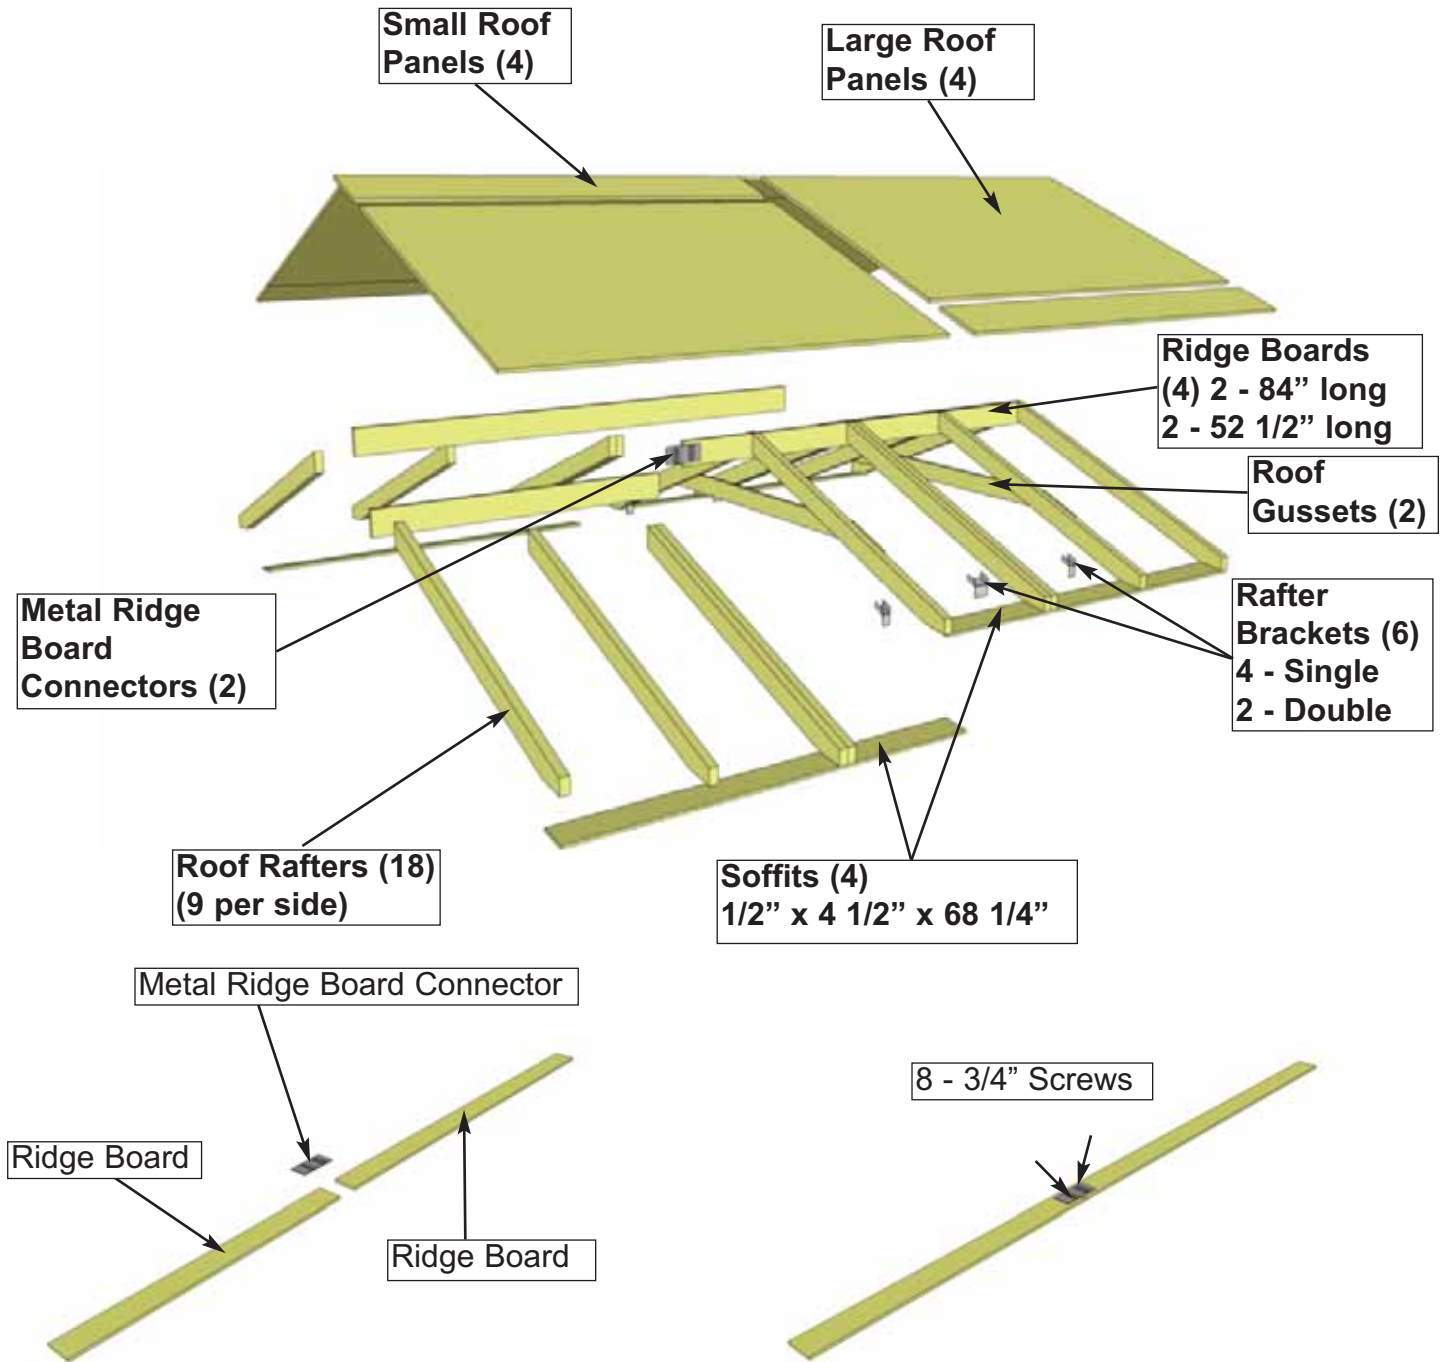 Small Roof
Panels (4)
Large Roof
Panels (4)
Ridge Boards
(4) 2 - 84” long
2 - 52 1/2” long
Roof
Gussets (2)
Metal Ridge
Board
Connectors (2)
Rafter
Brackets (6)
4 - Single
2 - Double
Roof Rafters (18)
(9 per side)
Soffits (4)
1/2” x 4 1/2” x 68 1/4”
Metal Ridge Board Connector
8 - 3/4” Screws
Ridge Board
Ridge Board